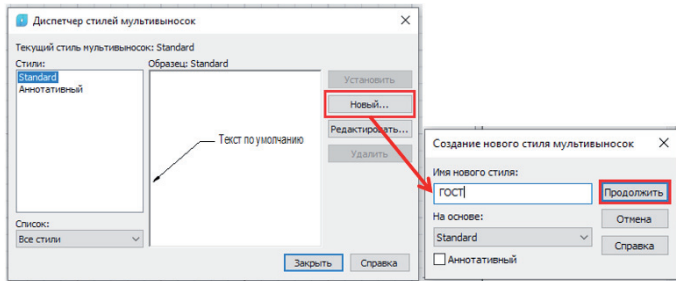 Диспетчер стилей мультивыносок
Текущий стиль мультивыносок: Standard
Стили:
Standard
Аннотативный
Образец: Standard
Текст по умолчанию
Установить
Новый...
Редактировать...
Удалить
Список:
Все стили
Закрыть
Справка
Создание нового стиля мультивыносок
Имя нового стиля:
ГОСТ
Продолжить
На основе:
Отмена
Standard
Справка
Аннотативный